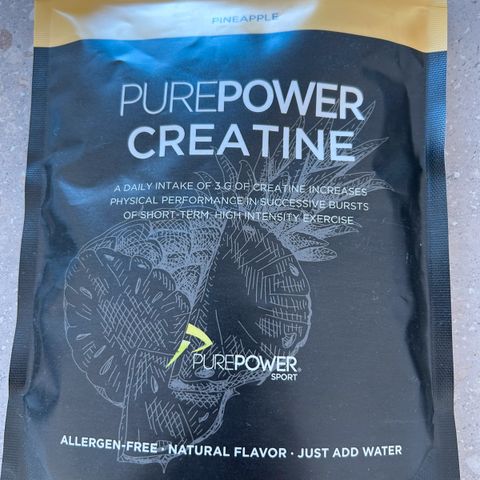 PINEAPPLE
PUREPOWER
CREATINE
A DAILY INTAKE OF 3 G OF CREATINE INCREASES
PHYSICAL PERFORMANCE IN SUCCESSIVE BURSTS
OF SHORT-TERM, HIGH INTENSITY EXERCISE
PUREPOWER®
SPORT
ALLERGEN-FREE · NATURAL FLAVOR · JUST ADD WATER